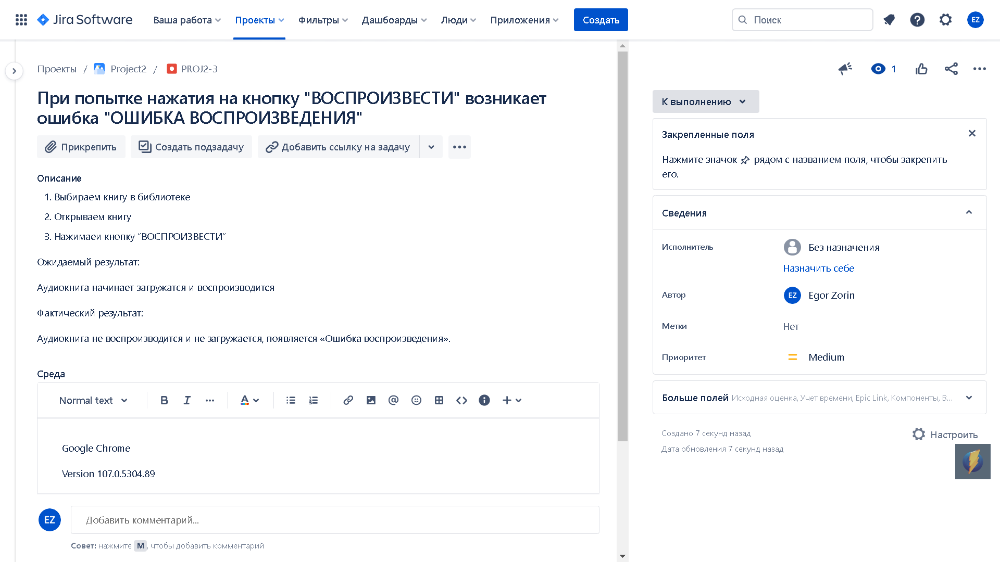 Jira Software
Ваша работа
Проекты
Фильтры
Дашбоарды
Люди
Приложения
Создать
Поиск
EZ
Проекты / Project2 / PROJ2-3
1
При попытке нажатия на кнопку "ВОСПРОИЗВЕСТИ" возникает
ошибка "ОШИБКА ВОСПРОИЗВЕДЕНИЯ"
Прикрепить
Создать подзадачу
Добавить ссылку на задачу
Описание
1. Выбираем книгу в библиотеке
2. Открываем книгу
3. Нажимаеи кнопку “ВОСПРОИЗВЕСТИ”
Ожидаемый результат:
Аудиокнига начинает загружатся и воспроизводится
Фактический результат:
Аудиокнига не воспроизводится и не загружается, появляется «Ошибка воспроизведения».
Среда
Normal text
Google Chrome
Version 107.0.5304.89
EZ
Добавить комментарий...
Совет: нажмите M, чтобы добавить комментарий
К выполнению
Закрепленные поля
Нажмите значок рядом с названием поля, чтобы закрепить
его.
Сведения
Исполнитель
Без назначения
Назначить себе
Автор
EZ
Egor Zorin
Метки
Нет
Приоритет
Medium
Больше полей Исходная оценка, Учет времени, Epic Link, Компоненты, В...
Создано 7 секунд назад
Настроить
Дата обновления 7 секунд назад